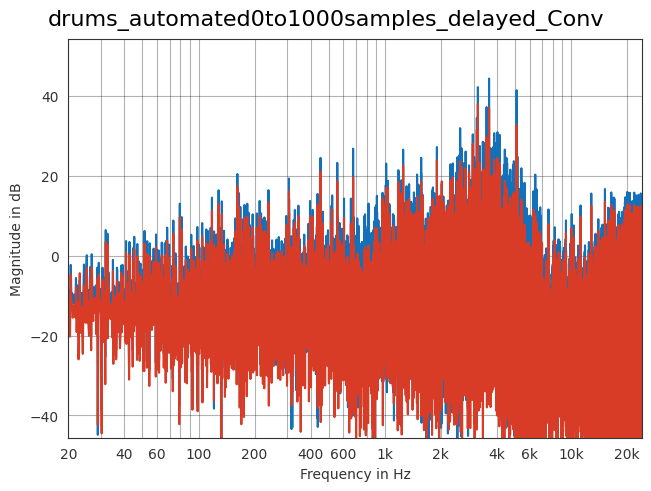 drums_automated0to1000samples_delayed_Conv
Magnitude in dB
40
20
0
−20
−40
20 40 60 100 200 400 600 1k 2k 4k 6k 10k 20k
Frequency in Hz